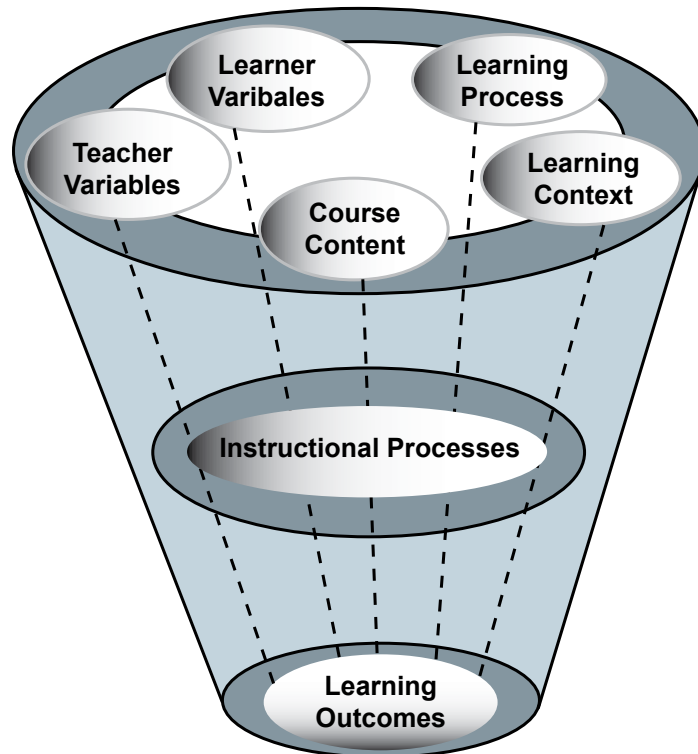 Learner
Varibales
Learning
Process
Teacher
Variables
Learning
Context
Course
Content
Instructional Processes
Learning
Outcomes